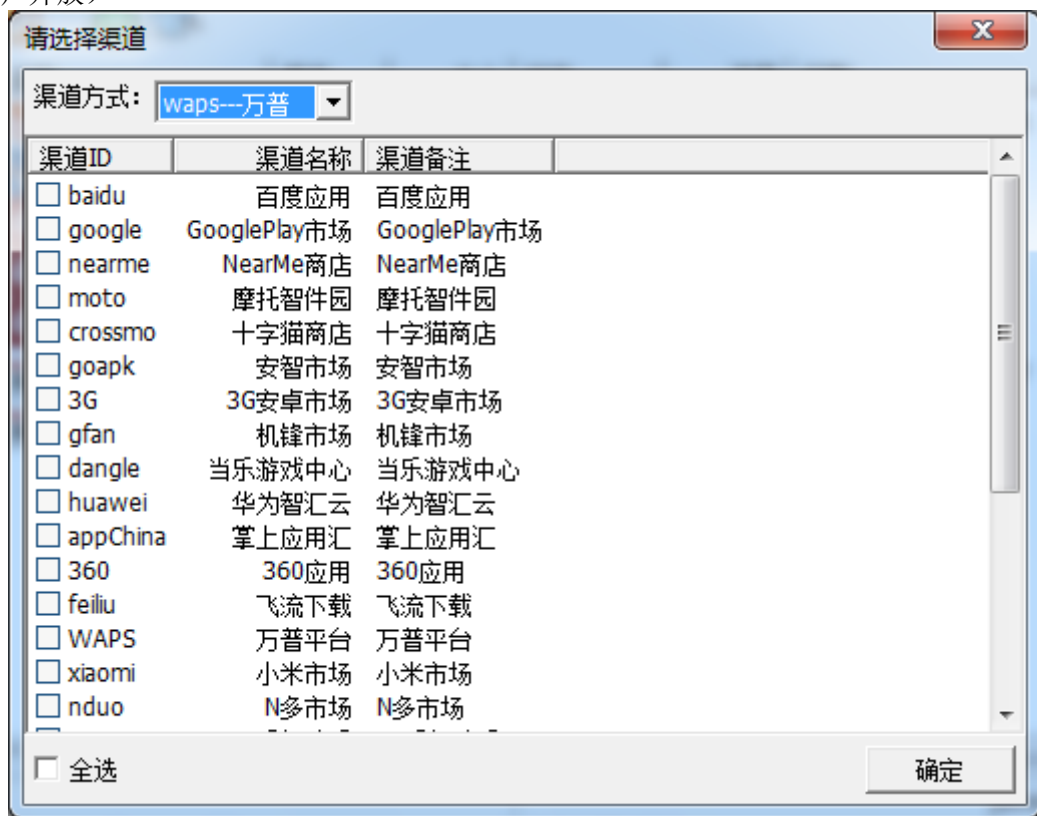 请选择渠道
渠道方式: waps---万普
渠道ID 渠道名称 渠道备注
baidu 百度应用 百度应用
google GooglePlay市场 GooglePlay市场
nearme NearMe商店 NearMe商店
moto 摩托智件园 摩托智件园
crossmo 十字猫商店 十字猫商店
goapk 安智市场 安智市场
3G 3G安卓市场 3G安卓市场
gfan 机锋市场 机锋市场
dangle 当乐游戏中心 当乐游戏中心
huawei 华为智汇云 华为智汇云
appChina 掌上应用汇 掌上应用汇
360 360应用 360应用
feiliu 飞流下载 飞流下载
WAPS 万普平台 万普平台
xiaomi 小米市场 小米市场
nduo N多市场 N多市场
全选 确定